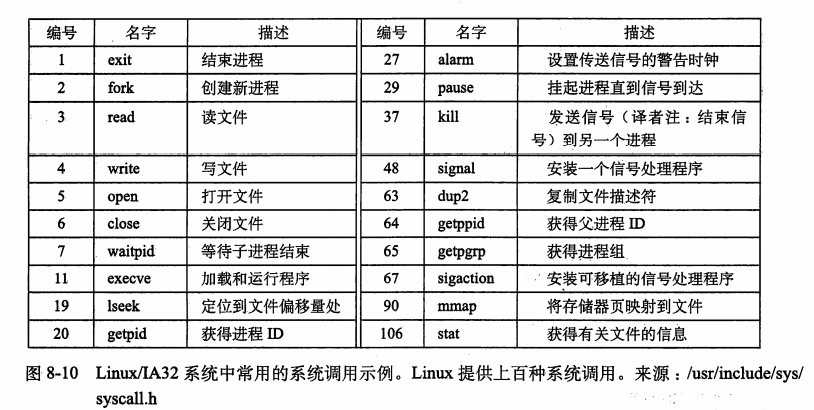 编号 名字 描述 编号 名字 描述
1 exit 结束进程 27 alarm 设置传送信号的警告时钟
2 fork 创建新进程 29 pause 挂起进程直到信号到达
3 read 读文件 37 kill 发送信号（译者注：结束信
号）到另一个进程
4 write 写文件 48 signal 安装一个信号处理程序
5 open 打开文件 63 dup2 复制文件描述符
6 close 关闭文件 64 getppid 获得父进程 ID
7 waitpid 等待子进程结束 65 getpgrp 获得进程组
11 execve 加载和运行程序 67 sigaction 安装可移植的信号处理程序
19 lseek 定位到文件偏移量处 90 mmap 将存储器页映射到文件
20 getpid 获得进程 ID 106 stat 获得有关文件的信息
图 8-10 Linux/IA32 系统中常用的系统调用示例。Linux 提供上百种系统调用。来源：/usr/include/sys/
syscall.h